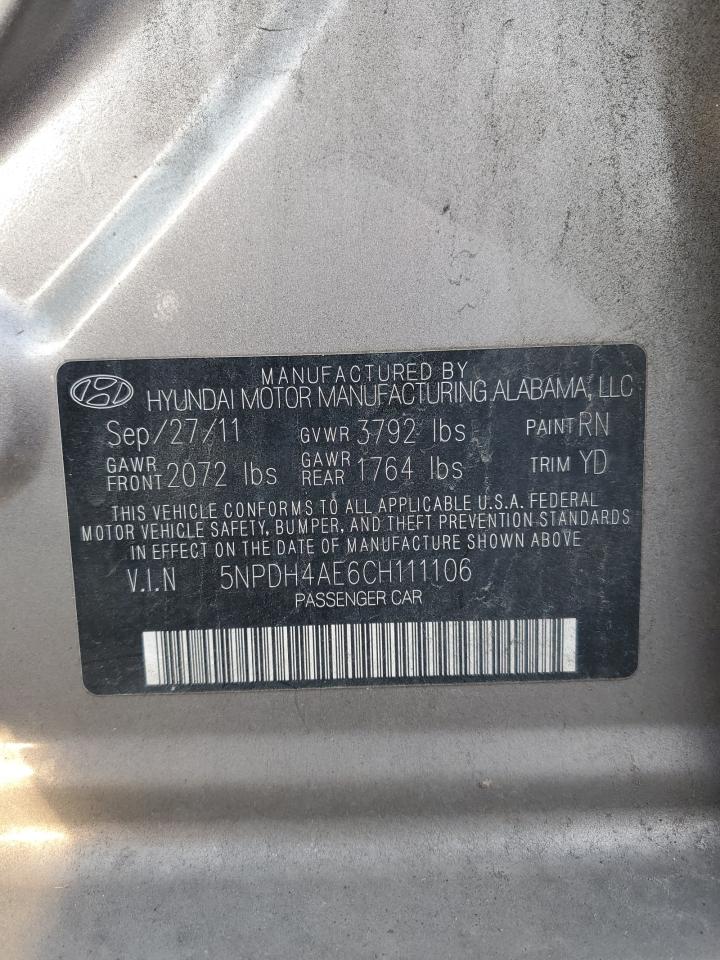 MANUFACTURED BY
HYUNDAI MOTOR MANUFACTURING ALABAMA, LLC
Sep/27/11 GVWR 3792 lbs PAINT RN
GAWR FRONT 2072 lbs GAWR REAR 1764 lbs TRIM YD
THIS VEHICLE CONFORMS TO ALL APPLICABLE U.S.A. FEDERAL
MOTOR VEHICLE SAFETY, BUMPER, AND THEFT PREVENTION STANDARDS
IN EFFECT ON THE DATE OF MANUFACTURE SHOWN ABOVE
V.I.N 5NPDH4AE6CH111106
PASSENGER CAR